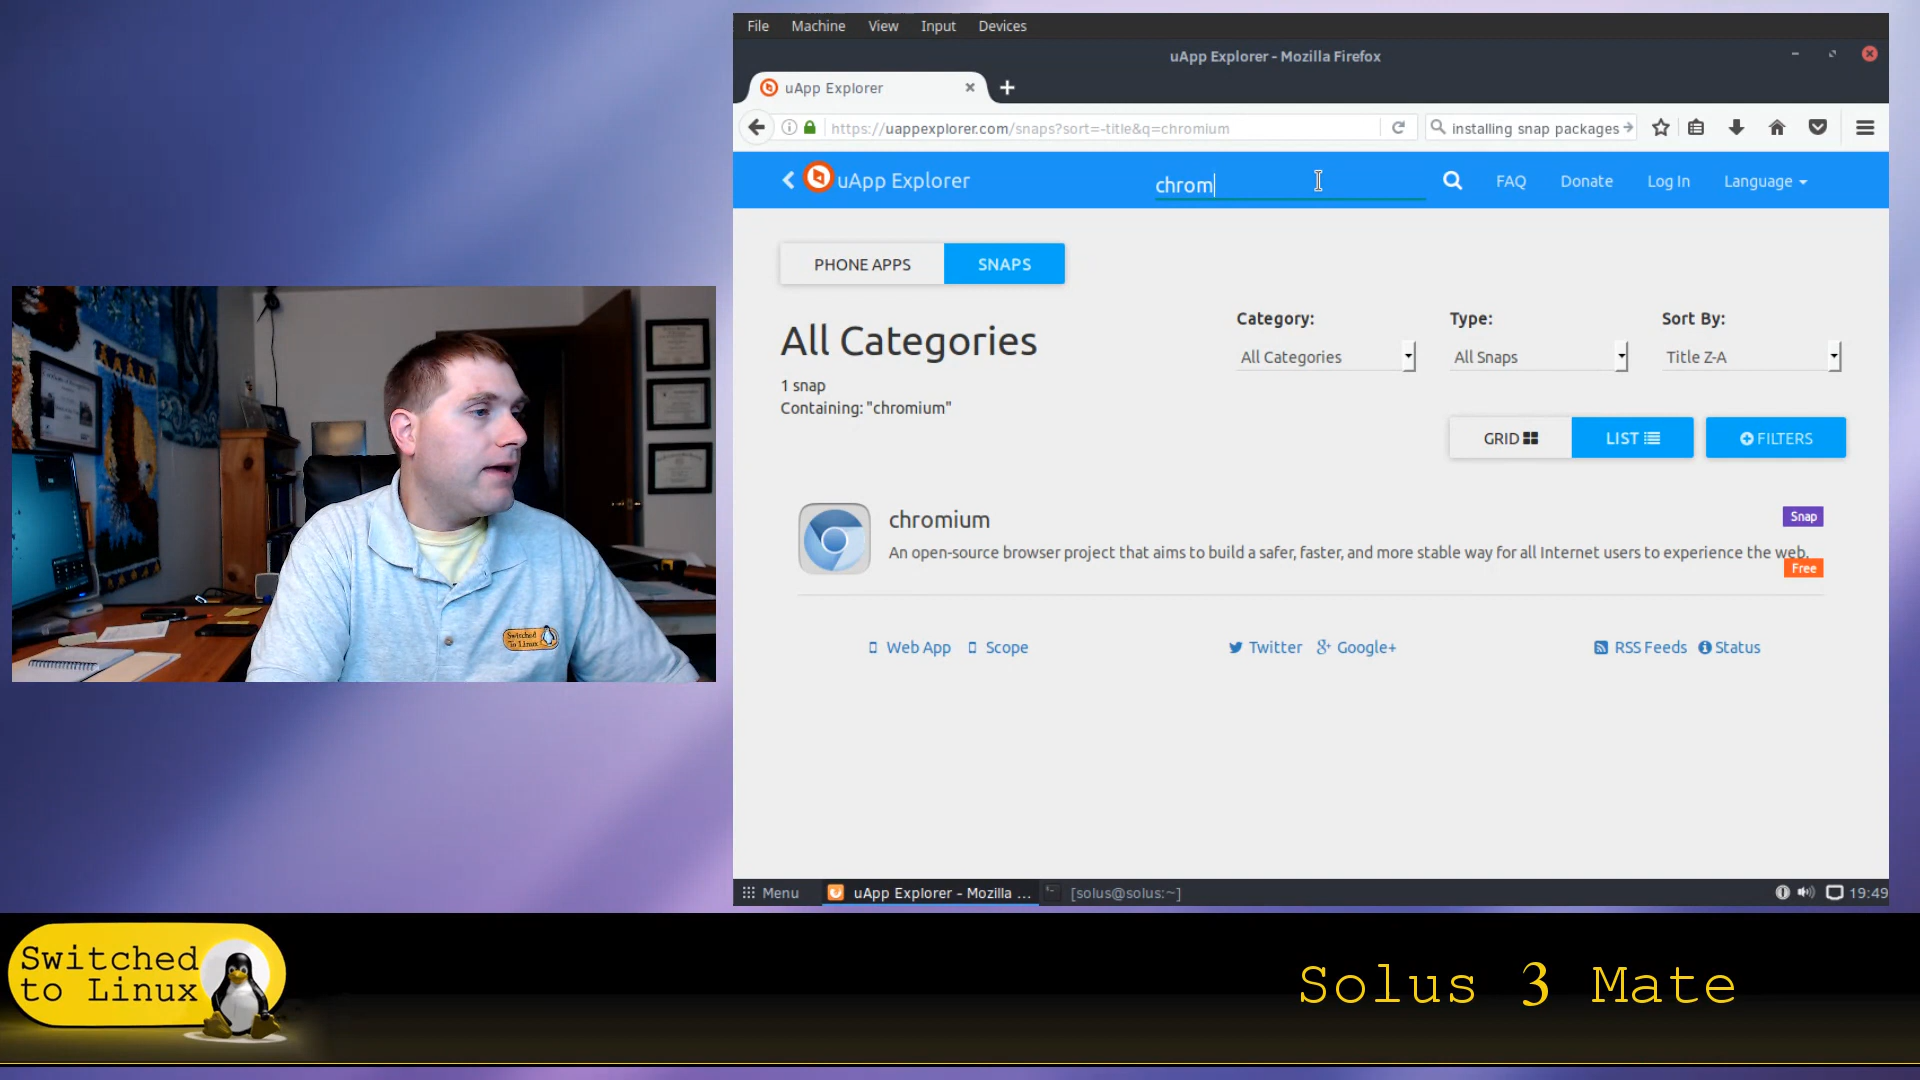 File Machine View Input Devices
uApp Explorer - Mozilla Firefox
uApp Explorer
https://uappexplorer.com/snaps?sort=-title&q=chromium
installing snap packages
uApp Explorer
chrom
FAQ Donate Log In Language
PHONE APPS SNAPS
All Categories
1 snap
Containing: "chromium"
Category: Type: Sort By:
All Categories All Snaps Title Z-A
GRID LIST FILTERS
chromium
Snap
An open-source browser project that aims to build a safer, faster, and more stable way for all Internet users to experience the web.
Free
Web App Scope Twitter Google+ RSS Feeds Status
Menu uApp Explorer - Mozilla ... [solus@solus:~] 19:49
Switched
to Linux
Switched
to Linux
Solus 3 Mate